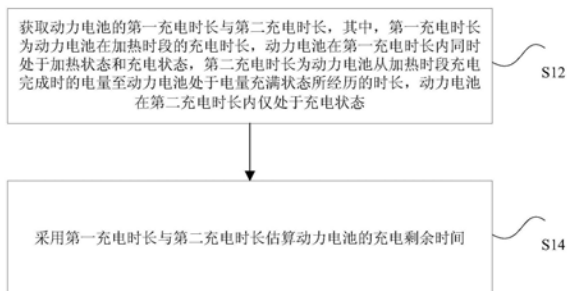 获取动力电池的第一充电时长与第二充电时长，其中，第一充电时长
为动力电池在加热时段的充电时长，动力电池在第一充电时长内同时
处于加热状态和充电状态，第二充电时长为动力电池从加热时段充电
完成时的电量至动力电池处于电量充满状态所经历的时长，动力电池
在第二充电时长内仅处于充电状态
S12
采用第一充电时长与第二充电时长估算动力电池的充电剩余时间
S14